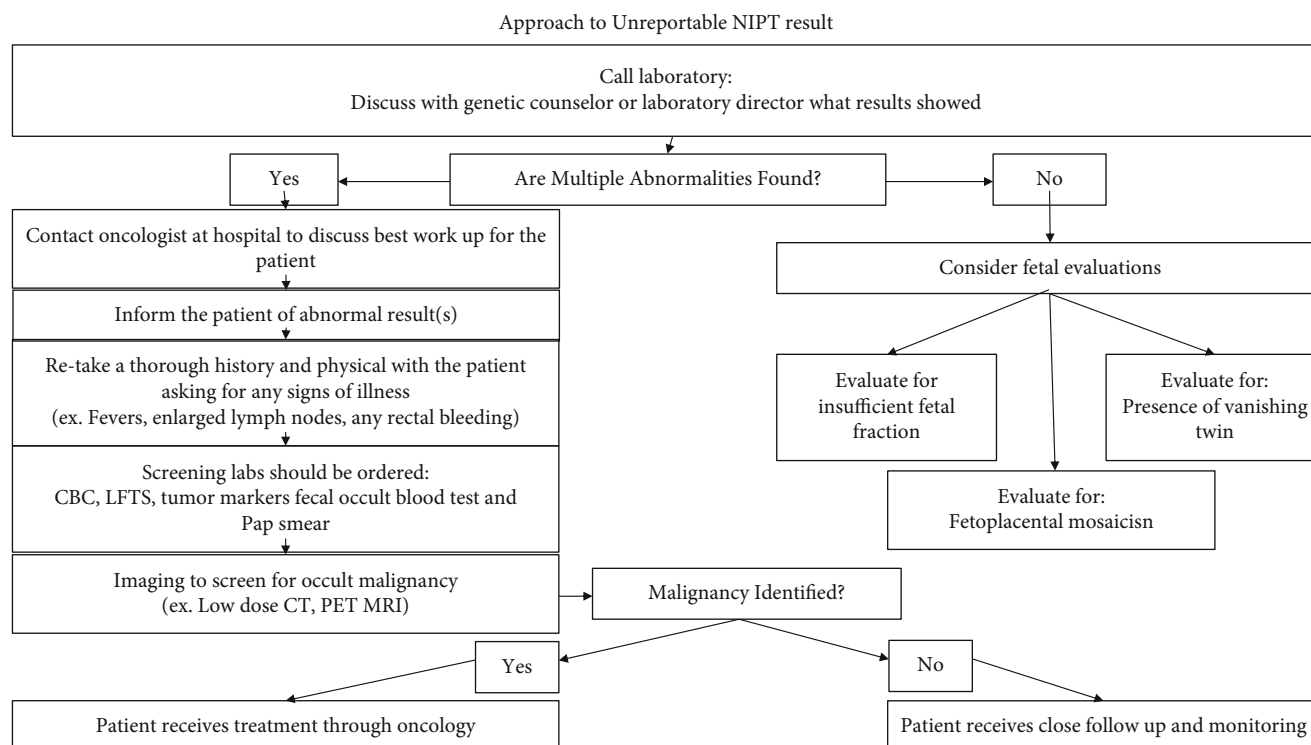 Approach to Unreportable NIPT result
Call laboratory:
Discuss with genetic counselor or laboratory director what results showed
Yes
Are Multiple Abnormalities Found?
No
Contact oncologist at hospital to discuss best work up for the
patient
Consider fetal evaluations
Inform the patient of abnormal result(s)
Re-take a thorough history and physical with the patient
asking for any signs of illness
(ex. Fevers, enlarged lymph nodes, any rectal bleeding)
Evaluate for
insufficient fetal
fraction
Evaluate for:
Presence of vanishing
twin
Screening labs should be ordered:
CBC, LFTS, tumor markers fecal occult blood test and
Pap smear
Evaluate for:
Fetoplacental mosaicisn
Imaging to screen for occult malignancy
(ex. Low dose CT, PET MRI)
Malignancy Identified?
Yes
No
Patient receives treatment through oncology
Patient receives close follow up and monitoring